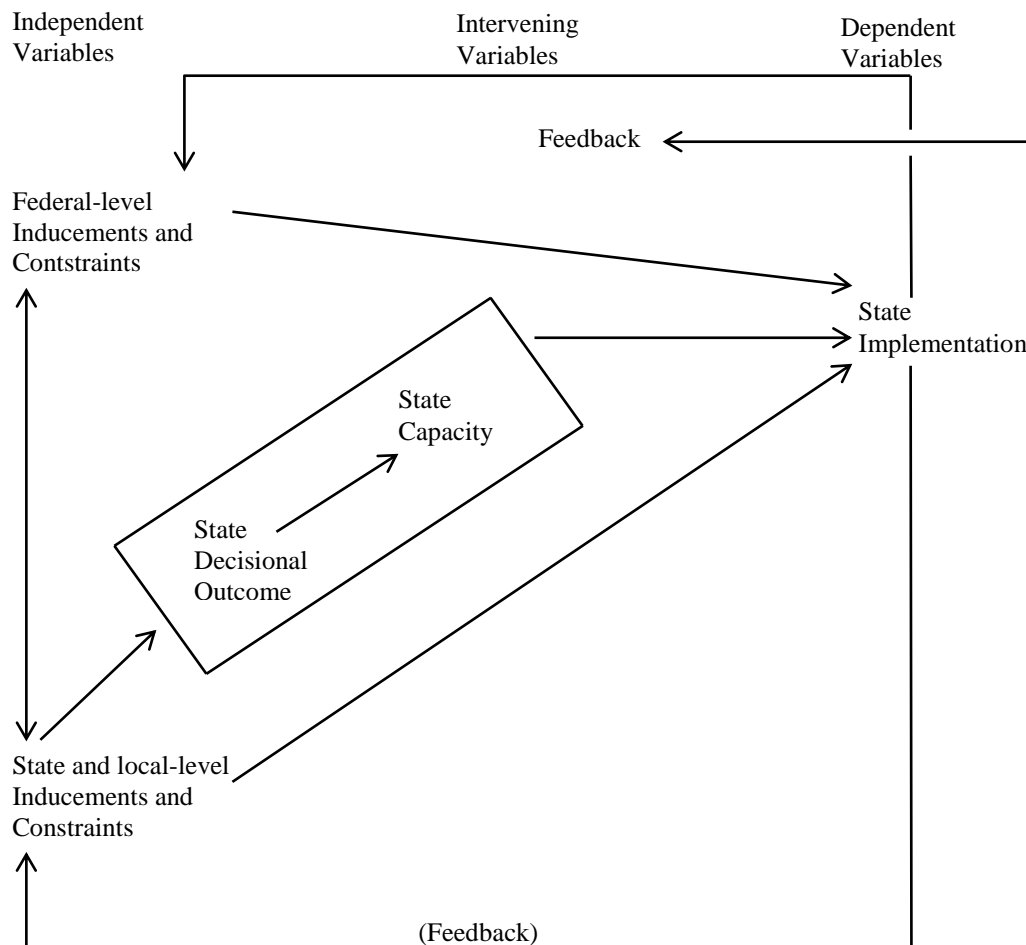 Independent
Variables
Intervening
Variables
Dependent
Variables
Feedback
Federal-level
Inducements and
Contstraints
State
Implementation
State
Capacity
State
Decisional
Outcome
State and local-level
Inducements and
Constraints
(Feedback)